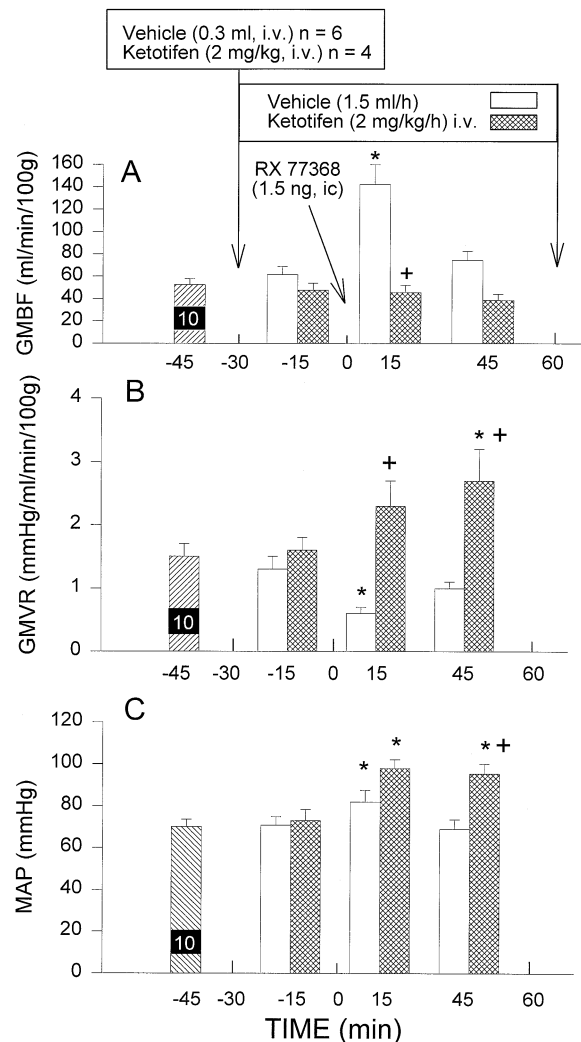 Vehicle (0.3 ml, i.v.) n = 6
Ketotifen (2 mg/kg, i.v.) n = 4
Vehicle (1.5 ml/h)
Ketotifen (2 mg/kg/h) i.v.
A
RX 77368
(1.5 ng, ic)
GMBF (ml/min/100g)
160
140
120
100
80
60
40
20
0
*
+
10
-45 -30 -15 0 15 45 60
B
GMVR (mmHg/ml/min/100g)
4
3
2
1
0
*
+
* +
10
-45 -30 -15 0 15 45 60
C
MAP (mmHg)
120
100
80
60
40
20
0
*
*
* +
10
-45 -30 -15 0 15 45 60
TIME (min)